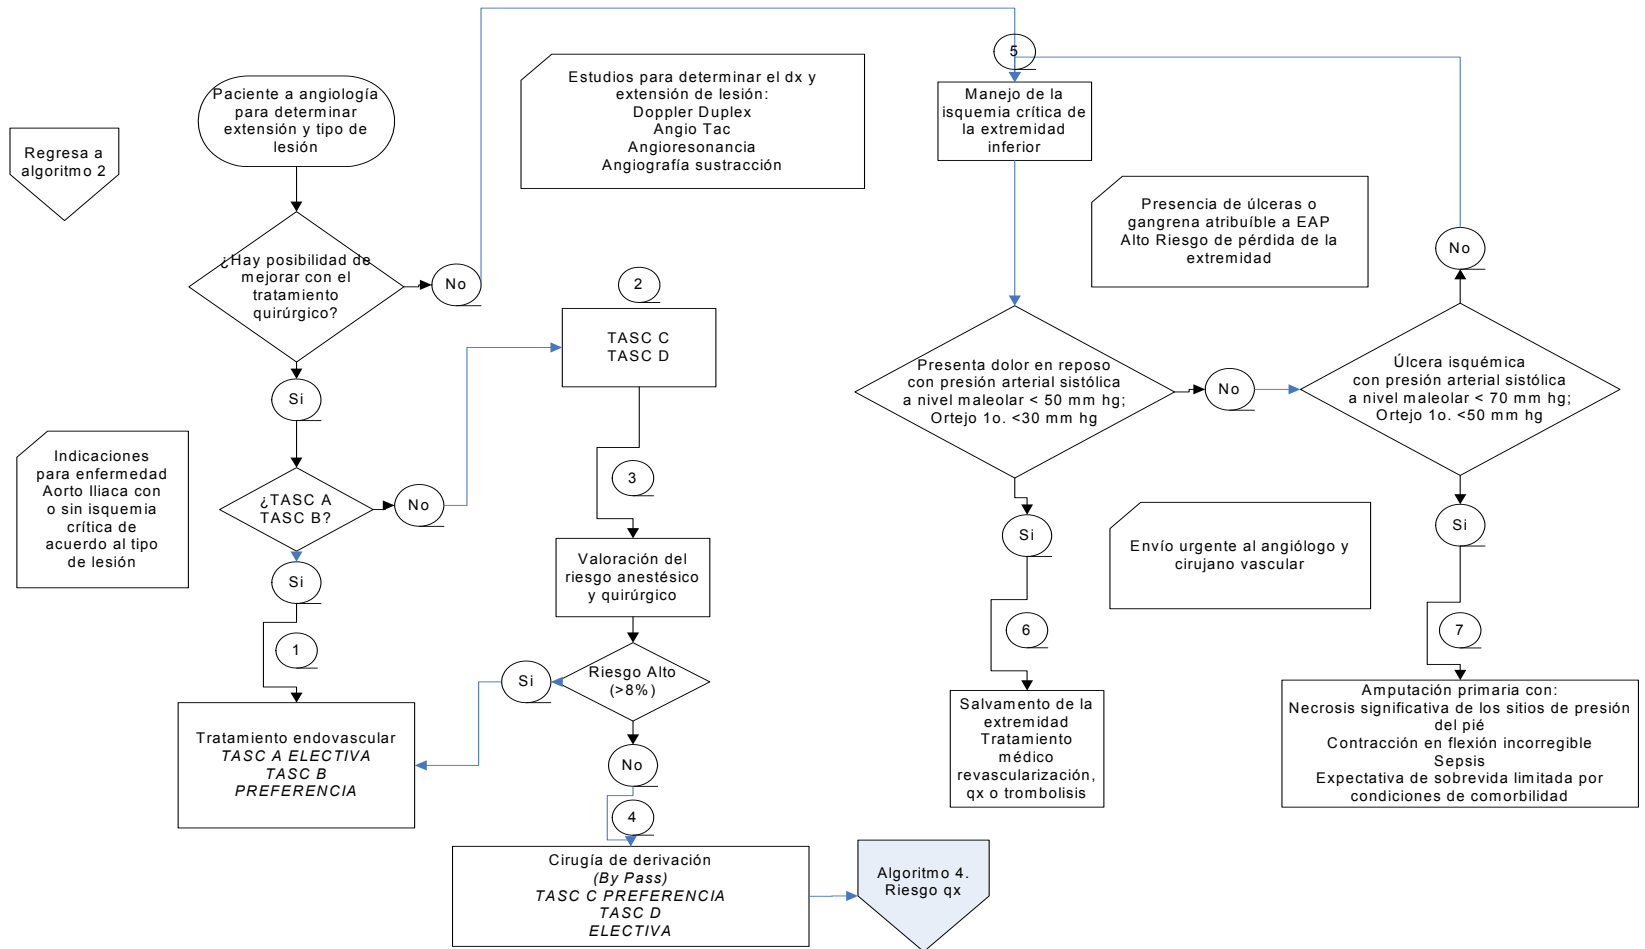 Paciente a angiología
para determinar
extensión y tipo de
lesión
Regresa a
algoritmo 2
Estudios para determinar el dx y
extensión de lesión:
Doppler Duplex
Angio Tac
Angioresonancia
Angiografía sustracción
5
Manejo de la
isquemia crítica de
la extremidad
inferior
Presencia de úlceras o
gangrena atribuíble a EAP
Alto Riesgo de pérdida de la
extremidad
No
¿Hay posibilidad de
mejorar con el
tratamiento
quirúrgico?
No
2
TASC C
TASC D
Si
Presenta dolor en reposo
con presión arterial sistólica
a nivel maleolar < 50 mm hg;
Ortejo 1o. <30 mm hg
No
Úlcera isquémica
con presión arterial sistólica
a nivel maleolar < 70 mm hg;
Ortejo 1o. <50 mm hg
Indicaciones
para enfermedad
Aorto Iliaca con
o sin isquemia
crítica de
acuerdo al tipo
de lesión
¿TASC A
TASC B?
No
3
Si
Si
Envío urgente al angiólogo y
cirujano vascular
Si
Valoración del
riesgo anestésico
y quirúrgico
1
6
7
Riesgo Alto
(>8%)
Si
Tratamiento endovascular
TASC A ELECTIVA
TASC B
PREFERENCIA
No
4
Salvamento de la
extremidad
Tratamiento
médico
revascularización,
qx o trombolisis
Amputación primaria con:
Necrosis significativa de los sitios de presión
del pié
Contracción en flexión incorregible
Sepsis
Expectativa de sobrevida limitada por
condiciones de comorbilidad
Cirugía de derivación
(By Pass)
TASC C PREFERENCIA
TASC D
ELECTIVA
Algoritmo 4.
Riesgo qx